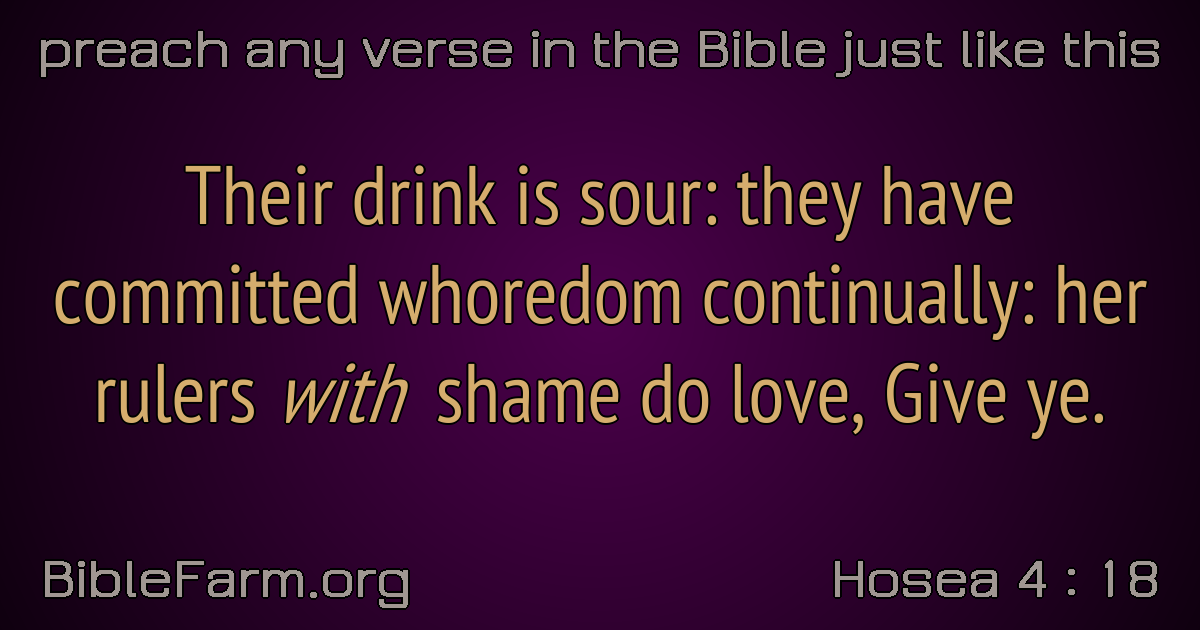 preach any verse in the Bible just like this
Their drink is sour: they have
committed whoredom continually: her
rulers with shame do love, Give ye.
BibleFarm.org
Hosea 4 : 18